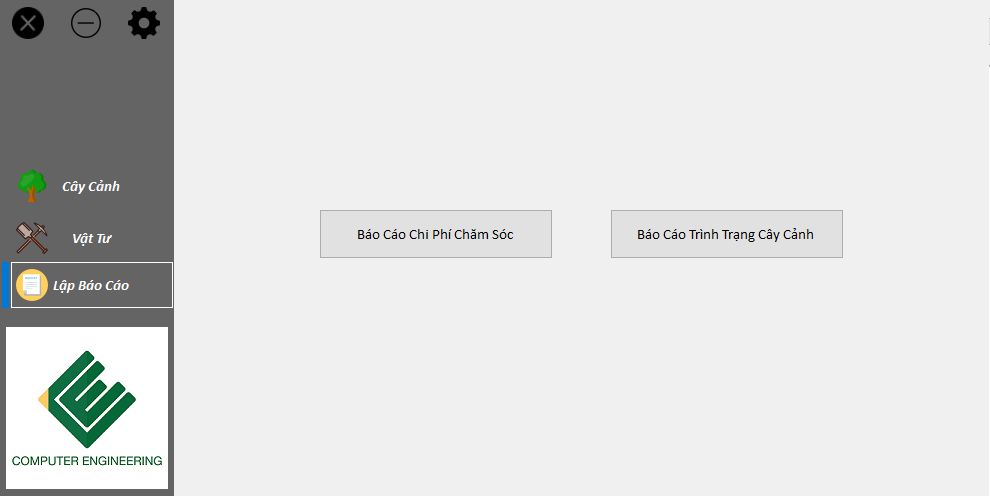 Cây Cảnh
Vật Tư
Lập Báo Cáo
COMPUTER ENGINEERING
Báo Cáo Chi Phí Chăm Sóc
Báo Cáo Trình Trạng Cây Cảnh